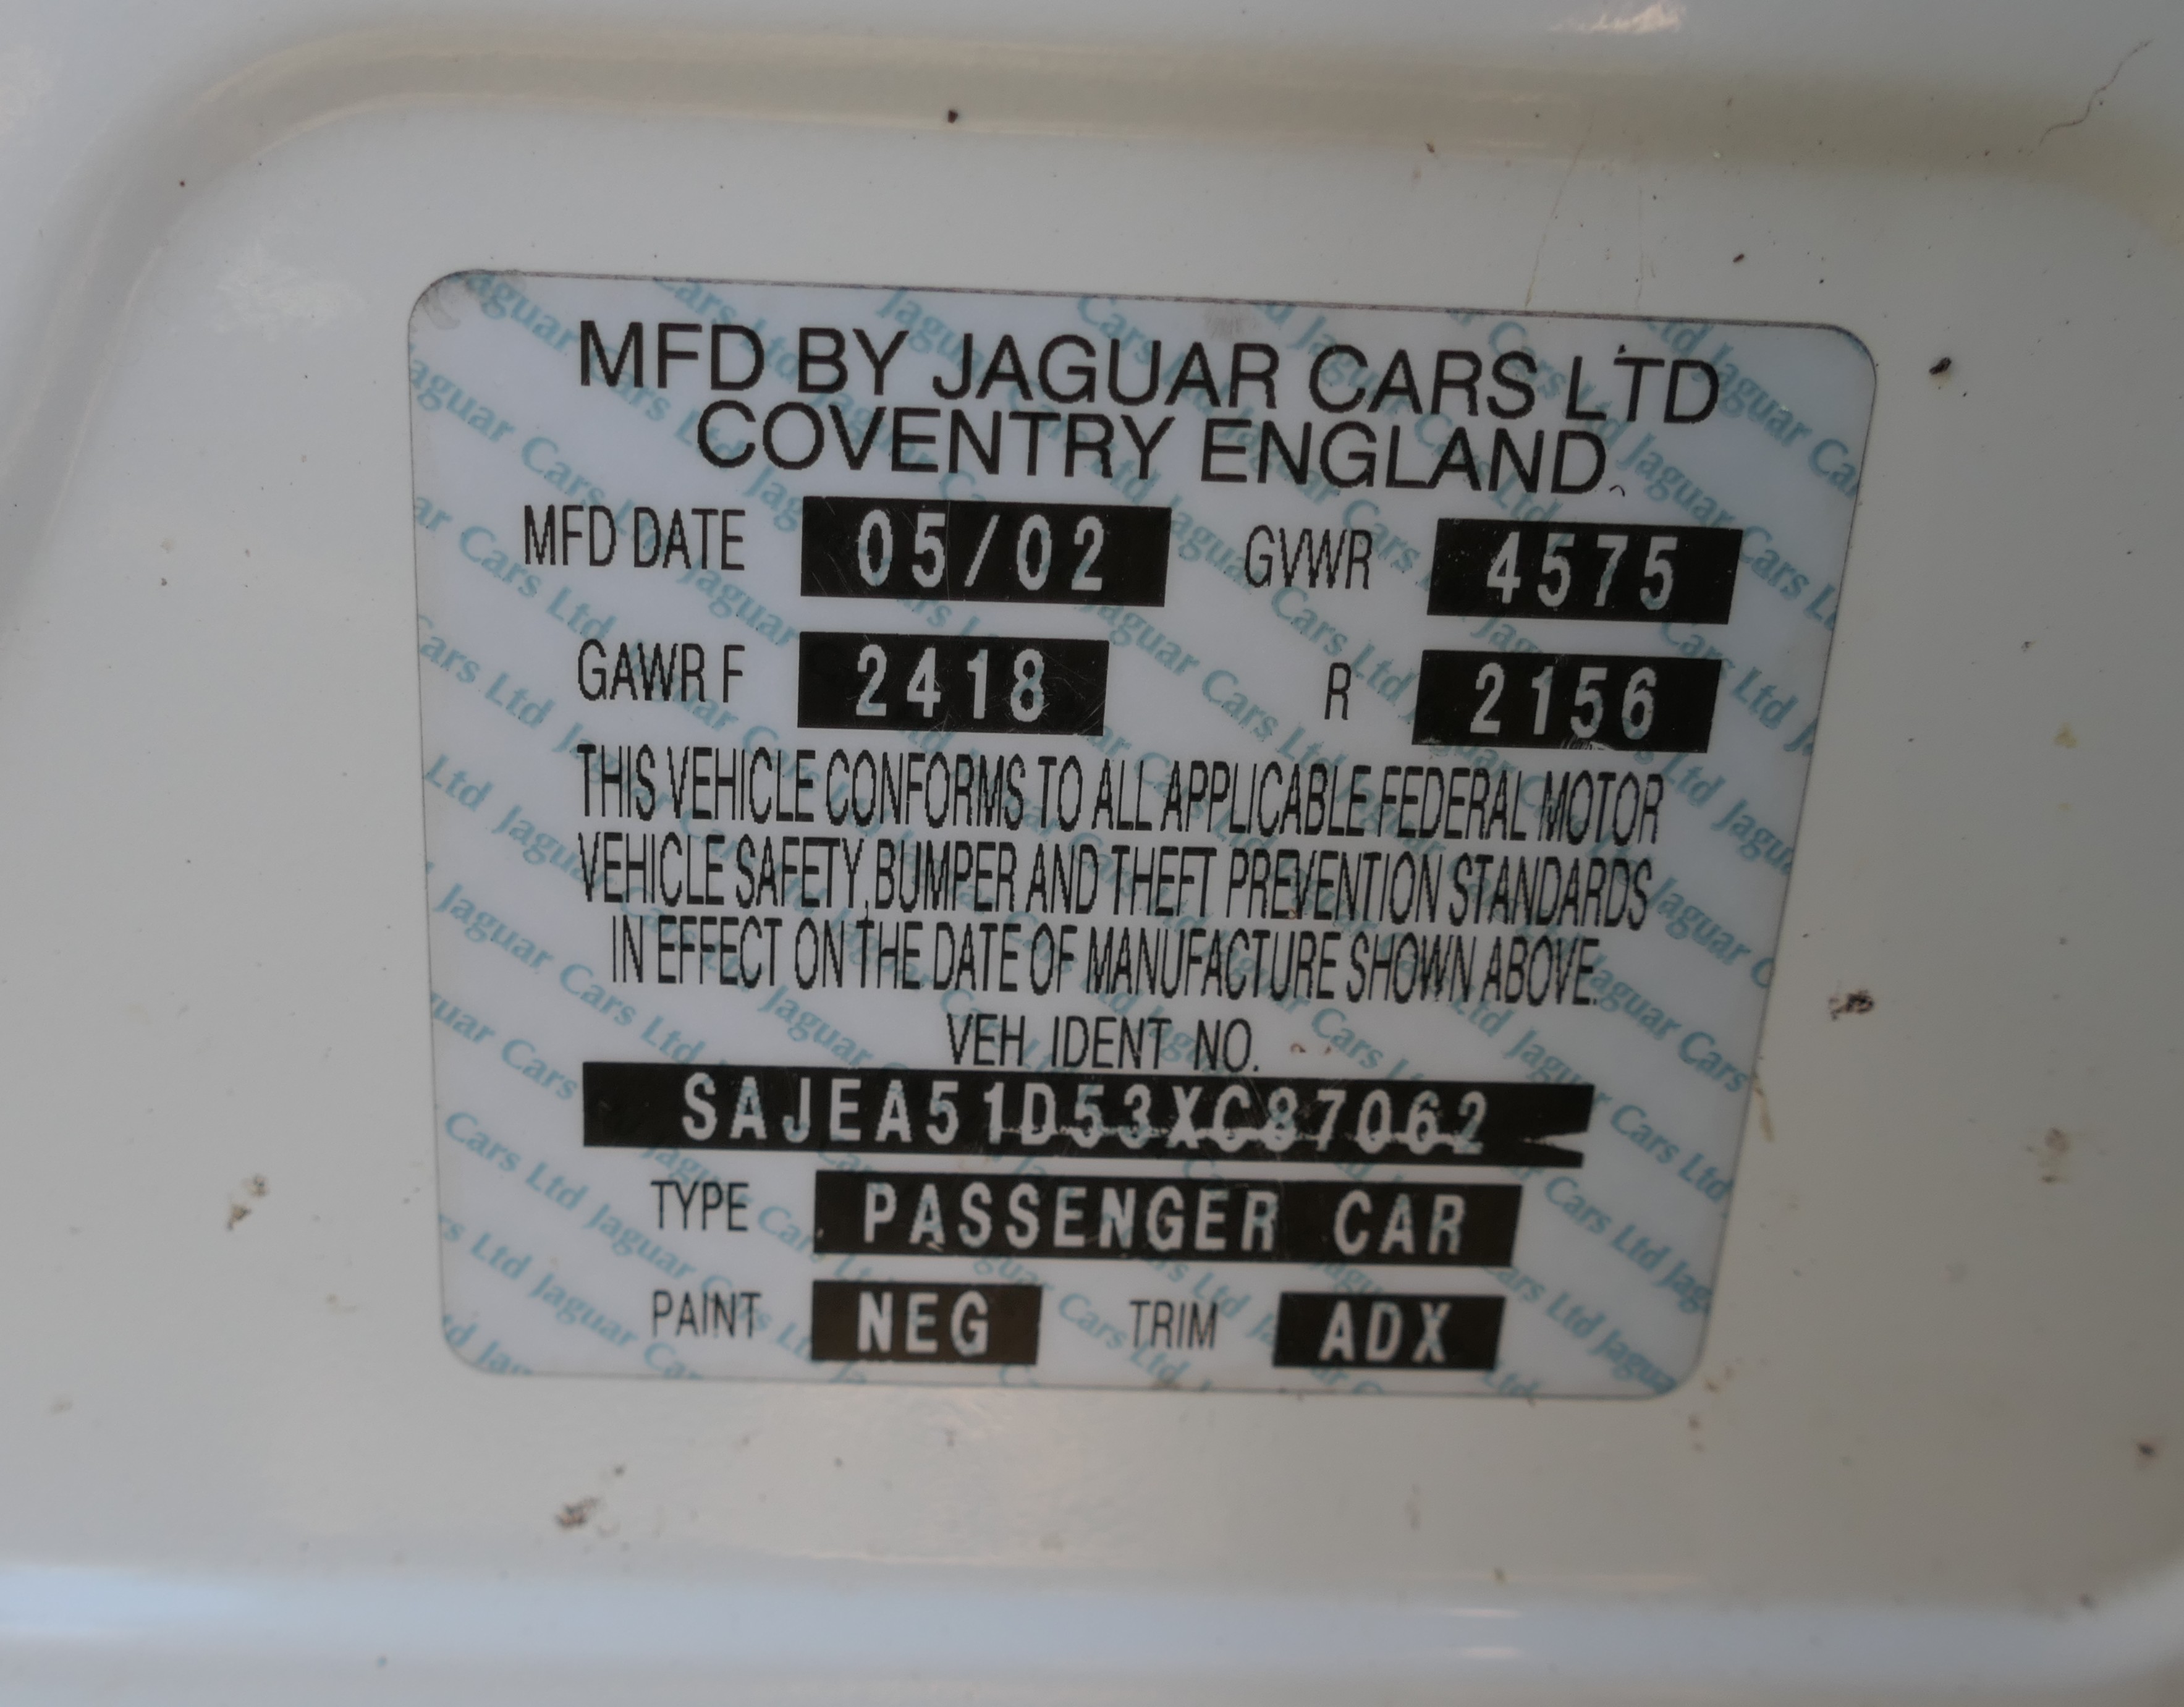 MFD BY JAGUAR CARS LTD
COVENTRY ENGLAND.
MFD DATE 05/02 GVWR 4575
GAWR F 2418 R 2156
THIS VEHICLE CONFORMS TO ALL APPLICABLE FEDERAL MOTOR
VEHICLE SAFETY, BUMPER AND THEFT PREVENTION STANDARDS
IN EFFECT ON THE DATE OF MANUFACTURE SHOWN ABOVE.
VEH IDENT NO.
SAJEA51D53XC87062
TYPE PASSENGER CAR
PAINT NEG TRIM ADX